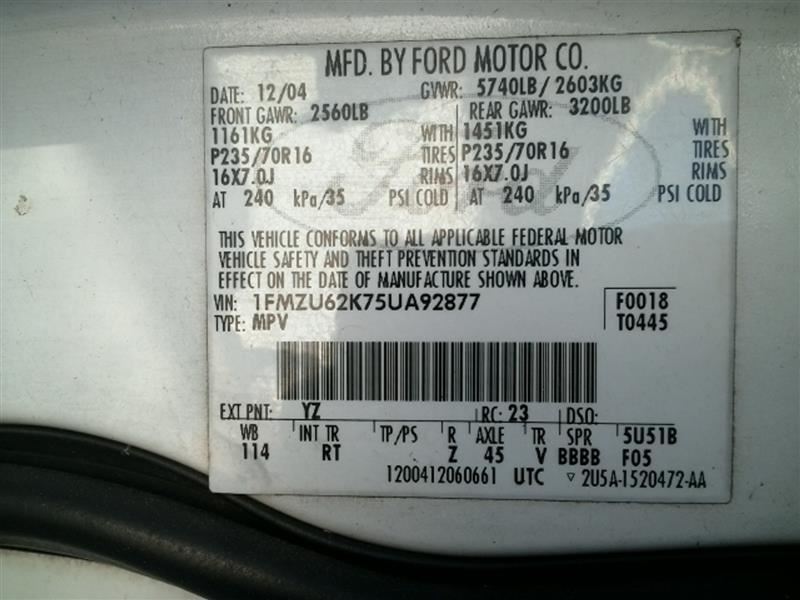 MFD. BY FORD MOTOR CO.
DATE: 12/04 GVWR: 5740LB/ 2603KG
FRONT GAWR: 2560LB REAR GAWR: 3200LB
1161KG WITH 1451KG WITH
P235/70R16 TIRES P235/70R16 TIRES
16X7.0J RIMS 16X7.0J RIMS
AT 240 kPa/35 PSI COLD AT 240 kPa/35 PSI COLD
Ford
THIS VEHICLE CONFORMS TO ALL APPLICABLE FEDERAL MOTOR
VEHICLE SAFETY AND THEFT PREVENTION STANDARDS IN
EFFECT ON THE DATE OF MANUFACTURE SHOWN ABOVE.
VIN: 1FMZU62K75UA92877 F0018
TYPE: MPV T0445
EXT PNT: YZ RC: 23 DSO:
WB INT TR TP/PS R AXLE TR SPR 5U51B
114 RT Z 45 V BBBB F05
1200412060661 UTC ▽ 2U5A-1520472-AA